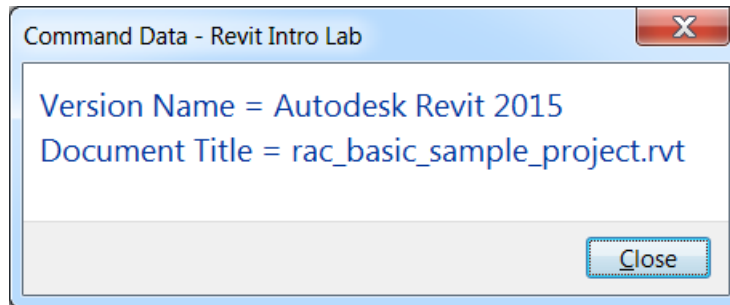 Command Data - Revit Intro Lab
Version Name = Autodesk Revit 2015
Document Title = rac_basic_sample_project.rvt
Close